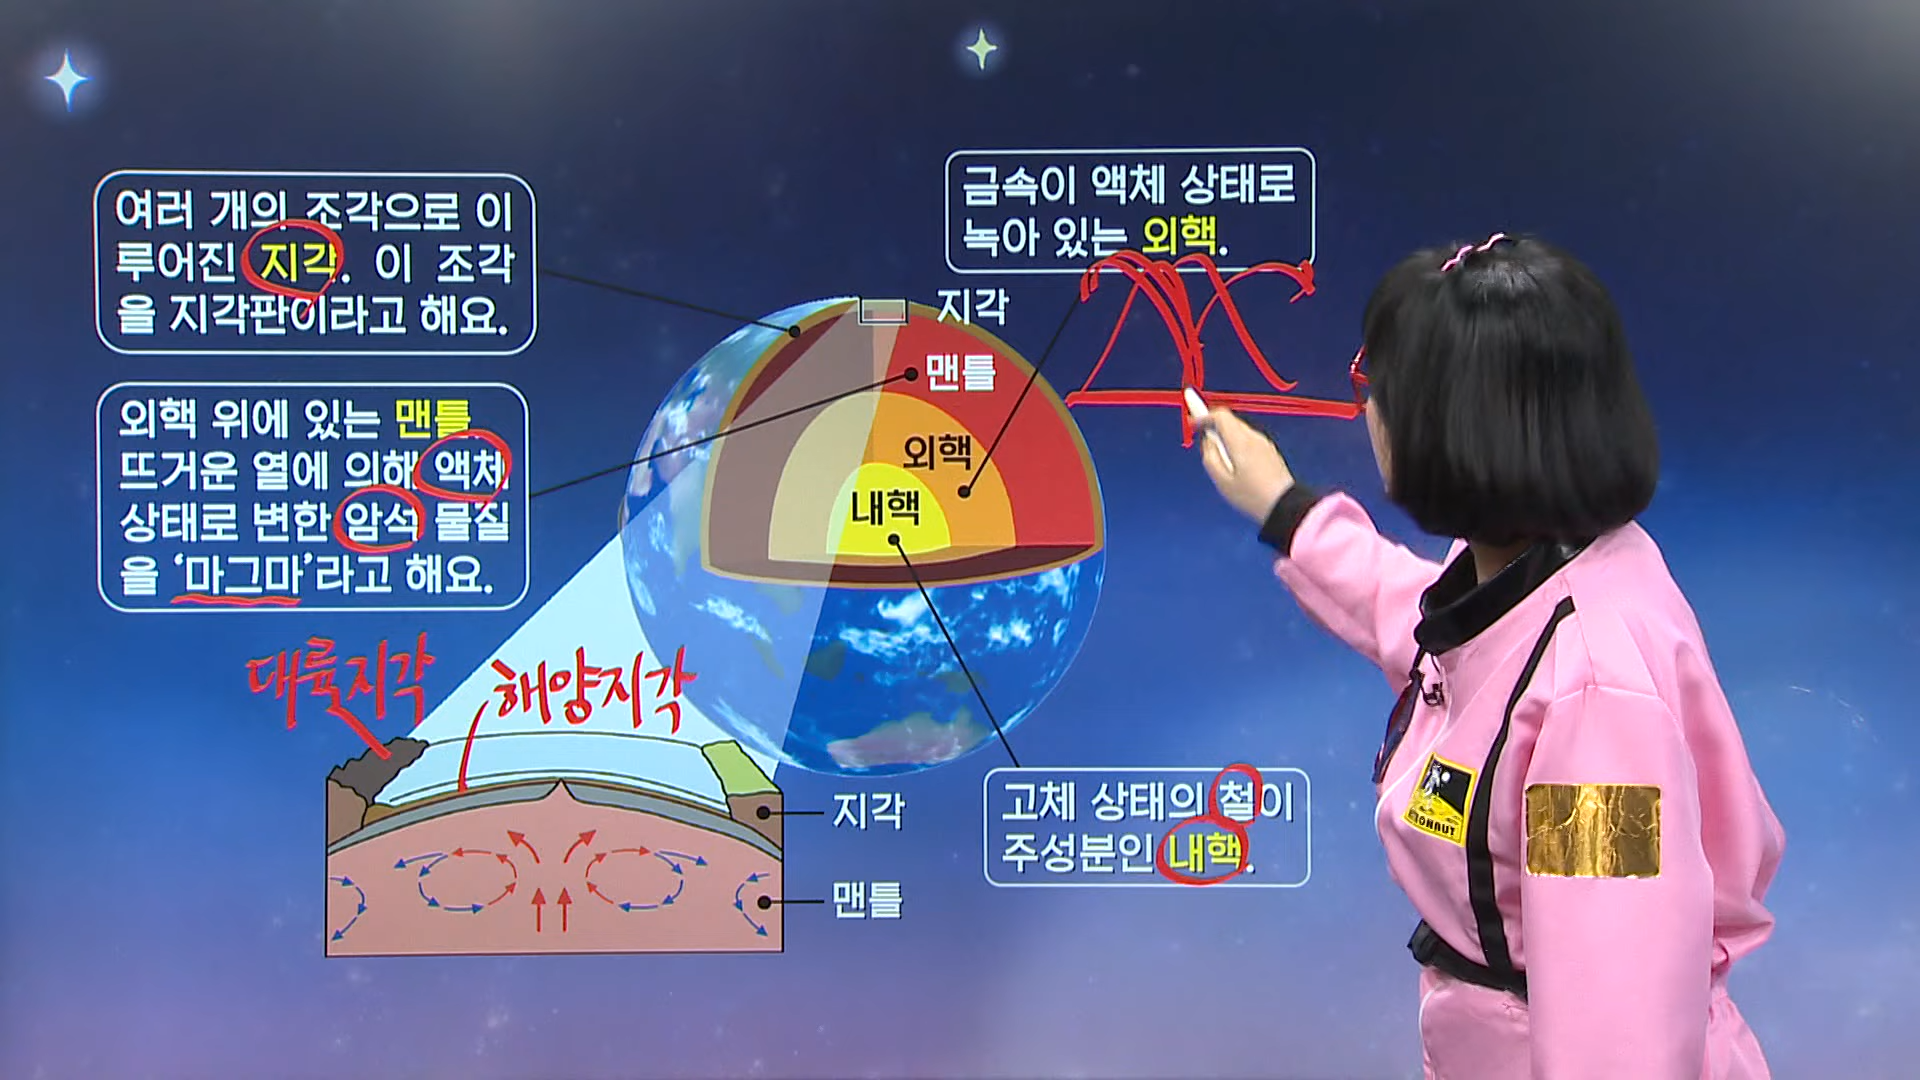 여러 개의 조각으로 이
루어진 지각. 이 조각
을 지각판이라고 해요.
외핵 위에 있는 맨틀.
뜨거운 열에 의해 액체
상태로 변한 암석 물질
을 ‘마그마’라고 해요.
금속이 액체 상태로
녹아 있는 외핵.
지각
맨틀
외핵
내핵
대륙지각
해양지각
지각
맨틀
고체 상태의 철이
주성분인 내핵.